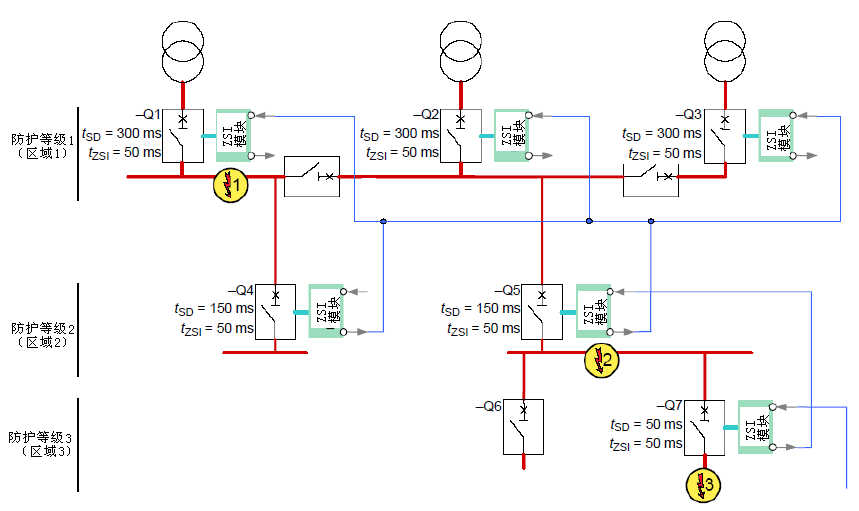 –Q1
tSD = 300 ms
tZSI = 50 ms
ZSI
模块
–Q2
tSD = 300 ms
tZSI = 50 ms
ZSI
模块
–Q3
tSD = 300 ms
tZSI = 50 ms
ZSI
模块
防护等级1
（区域1）
1
–Q4
tSD = 150 ms
tZSI = 50 ms
ZSI
模块
–Q5
tSD = 150 ms
tZSI = 50 ms
ZSI
模块
防护等级2
（区域2）
2
–Q6
–Q7
tSD = 50 ms
tZSI = 50 ms
ZSI
模块
防护等级3
（区域3）
3